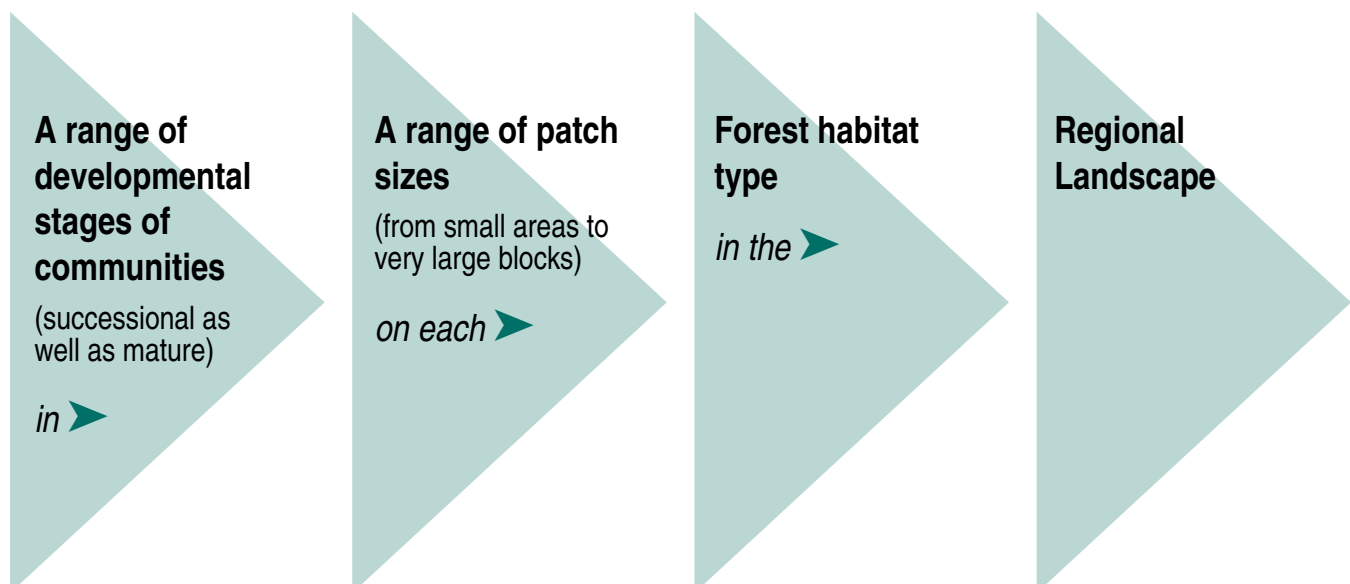 A range of
developmental
stages of
communities
(successional as
well as mature)
in
A range of patch
sizes
(from small areas to
very large blocks)
on each
Forest habitat
type
in the
Regional
Landscape